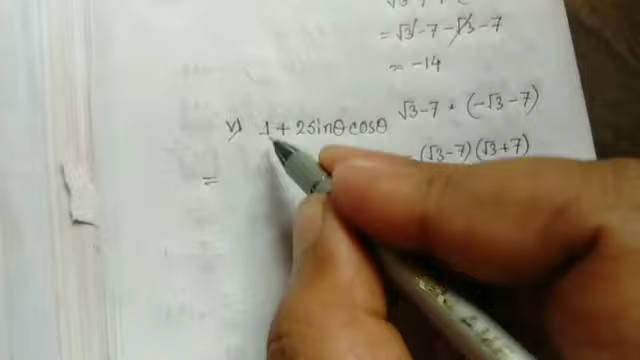 = √3-7-√3-7
= -14
√3-7 • (-√3-7)
v) 1+2sinθcosθ
(√3-7)(√3+7)
=